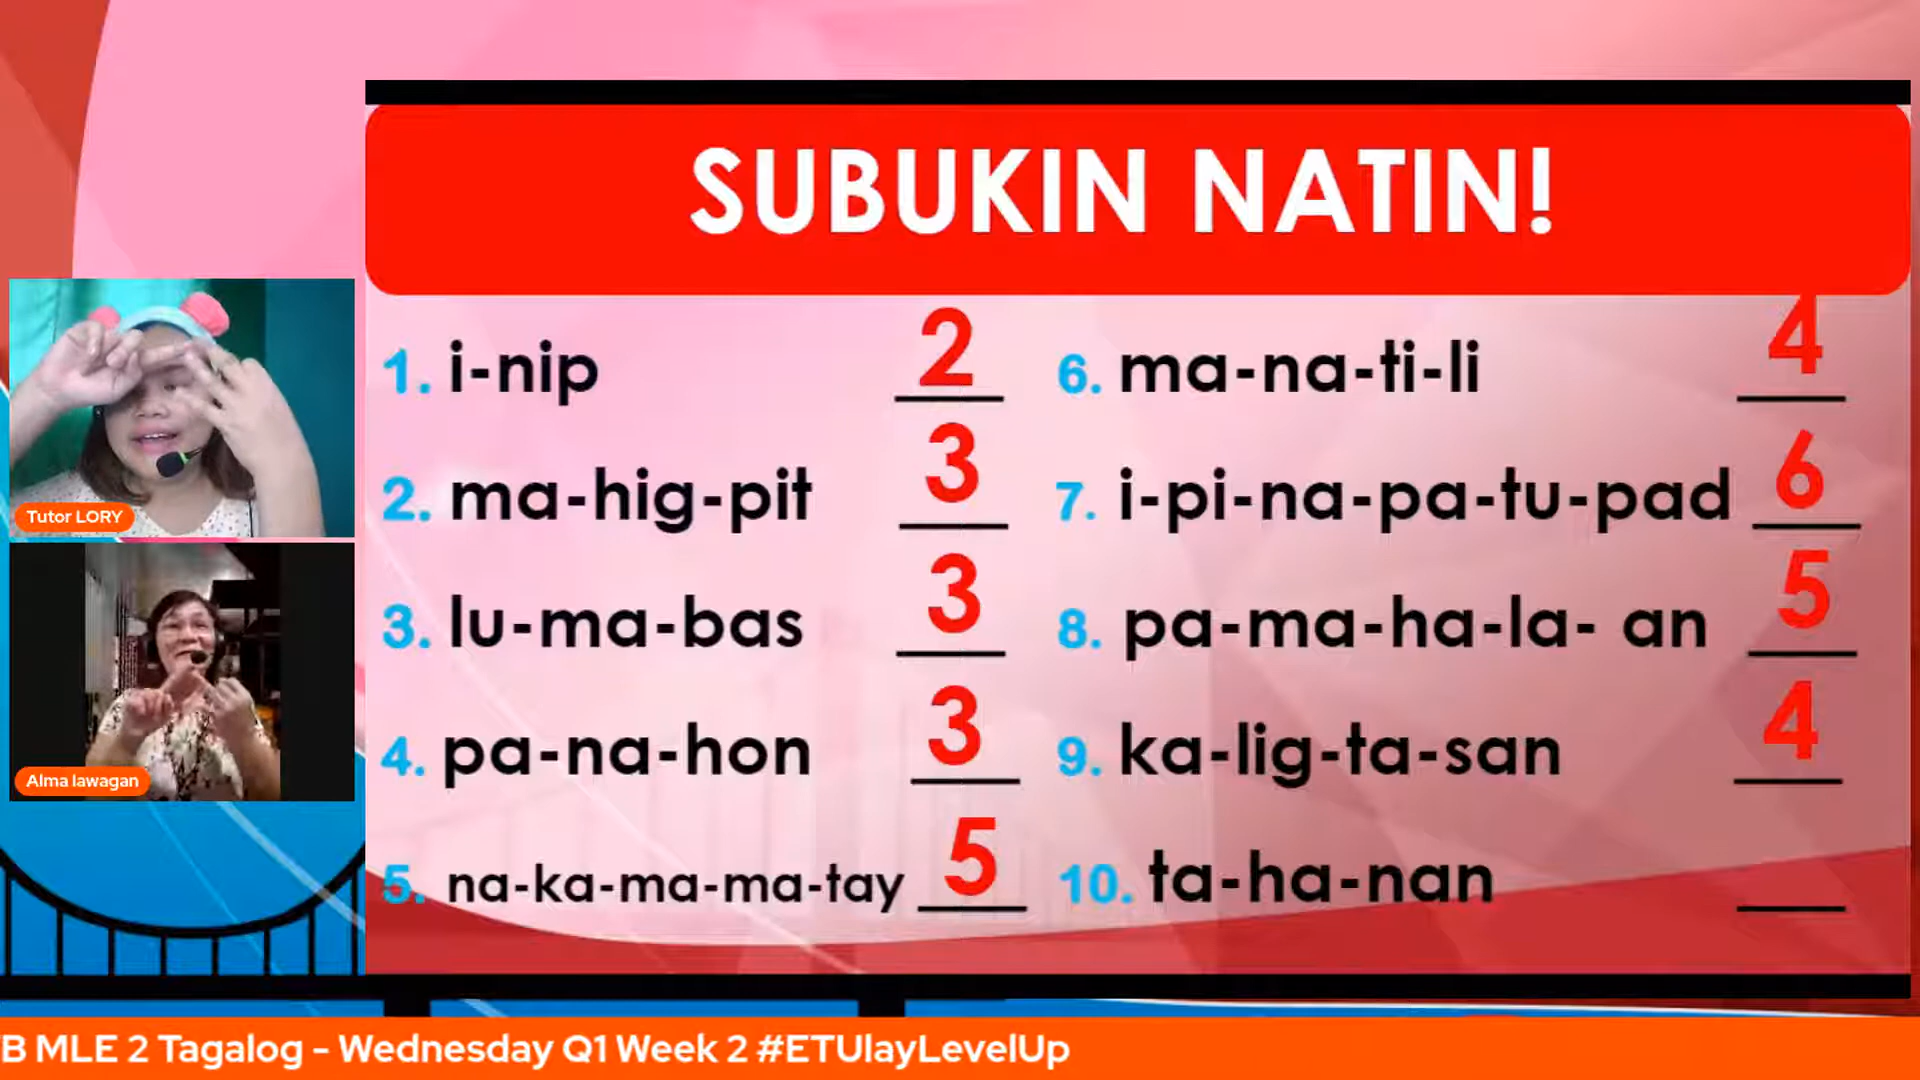 SUBUKIN NATIN!
1. i-nip 2
2. ma-hig-pit 3
3. lu-ma-bas 3
4. pa-na-hon 3
5. na-ka-ma-ma-tay 5
6. ma-na-ti-li 4
7. i-pi-na-pa-tu-pad 6
8. pa-ma-ha-la- an 5
9. ka-lig-ta-san 4
10. ta-ha-nan
Tutor LORY
Alma lawagan
B MLE 2 Tagalog - Wednesday Q1 Week 2 #ETUlayLevelUp